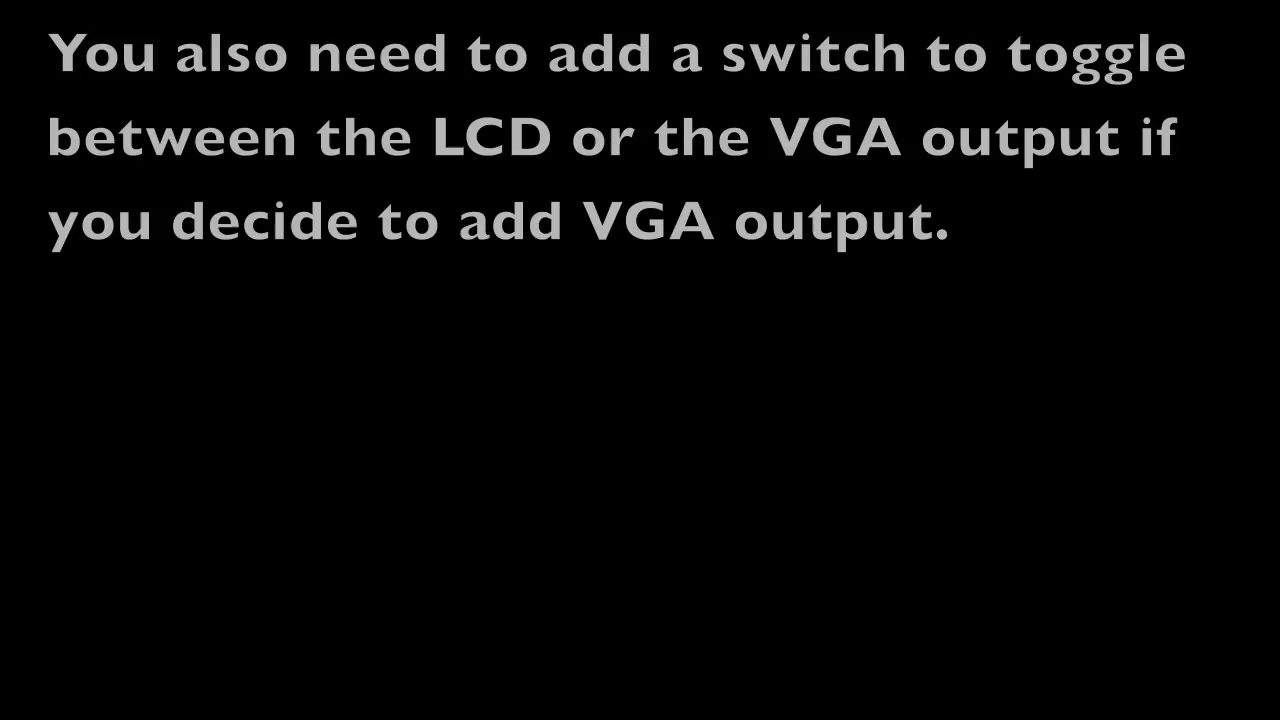 You also need to add a switch to toggle
between the LCD or the VGA output if
you decide to add VGA output.